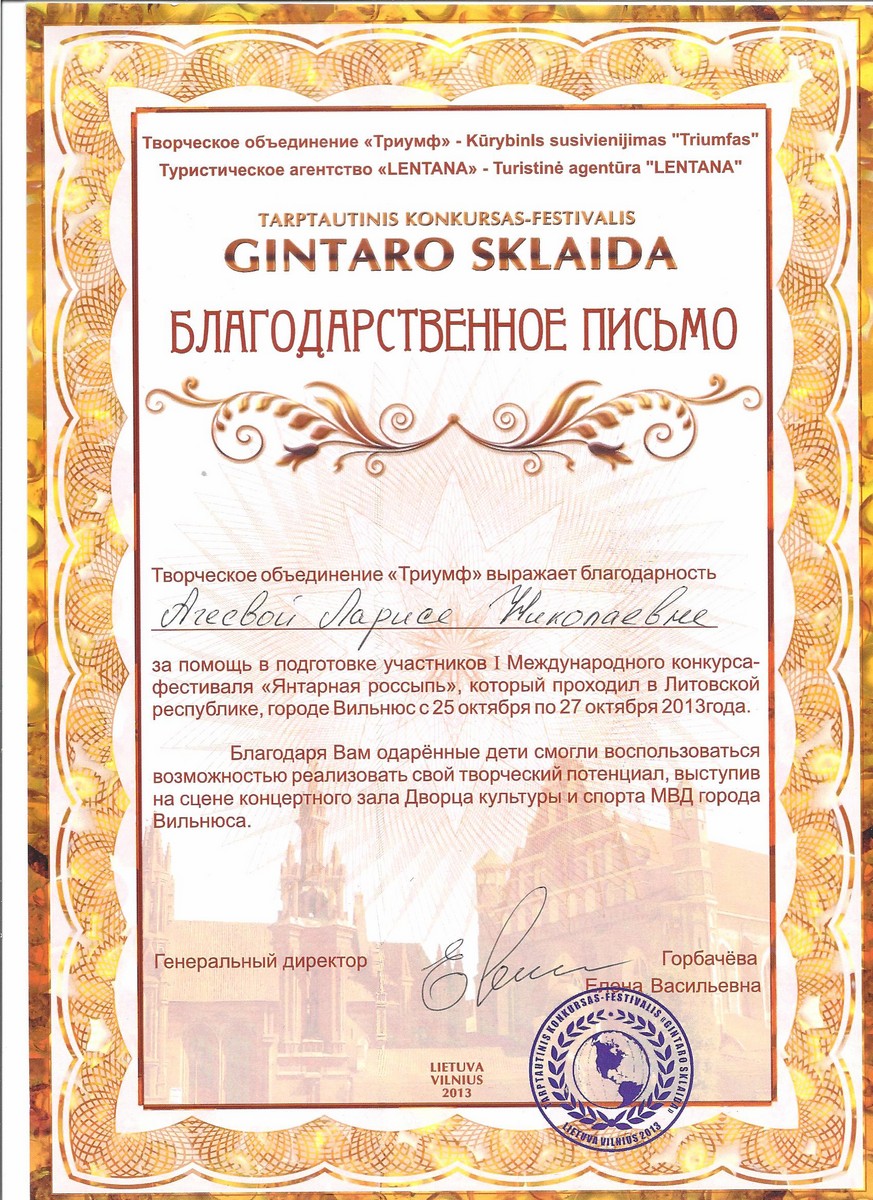 Творческое объединение «Триумф» - KūrybinIs susivienijimas "Triumfas"
Туристическое агентство «LENTANA» - Turistinė agentūra "LENTANA"
TARPTAUTINIS KONKURSAS-FESTIVALIS
GINTARO SKLAIDA
БЛАГОДАРСТВЕННОЕ ПИСЬМО
Творческое объединение «Триумф» выражает благодарность
Агеевой Ларисе Николаевне
за помощь в подготовке участников I Международного конкурса-
фестиваля «Янтарная россыпь», который проходил в Литовской
республике, городе Вильнюс с 25 октября по 27 октября 2013года.
Благодаря Вам одарённые дети смогли воспользоваться
возможностью реализовать свой творческий потенциал, выступив
на сцене концертного зала Дворца культуры и спорта МВД города
Вильнюса.
Генеральный директор
Горбачёва
Елена Васильевна
TARPTAUTINIS KONKURSAS-FESTIVALIS «GINTARO SKLAIDA»
LIETUVA VILNIUS 2013
LIETUVA
VILNIUS
2013